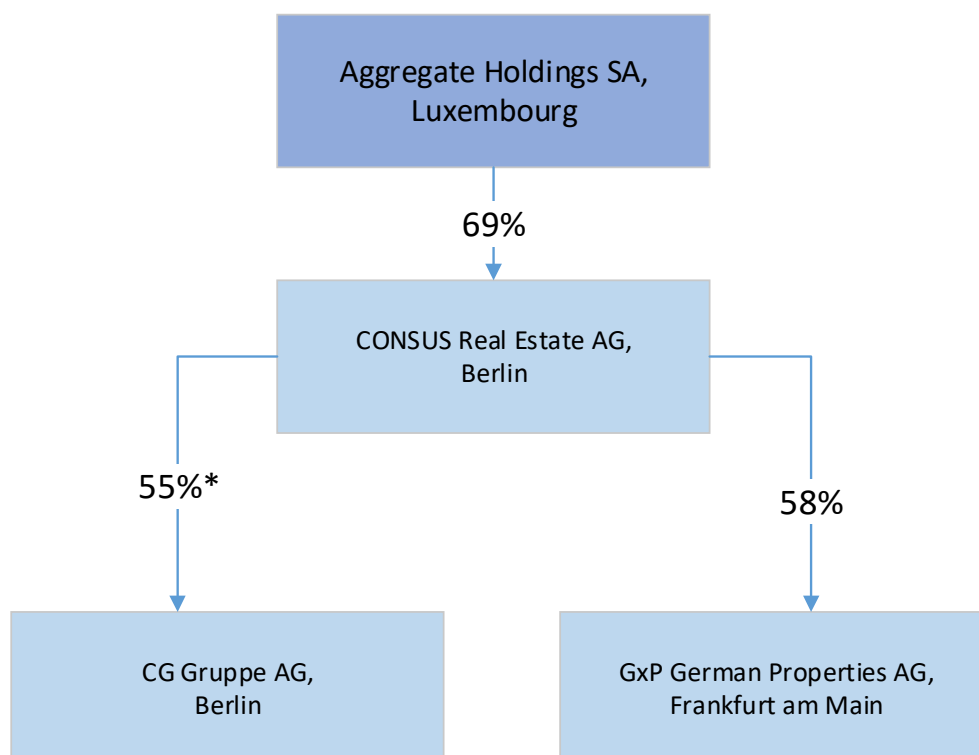 Aggregate Holdings SA,
Luxembourg
69%
CONSUS Real Estate AG,
Berlin
55%*
58%
CG Gruppe AG,
Berlin
GxP German Properties AG,
Frankfurt am Main